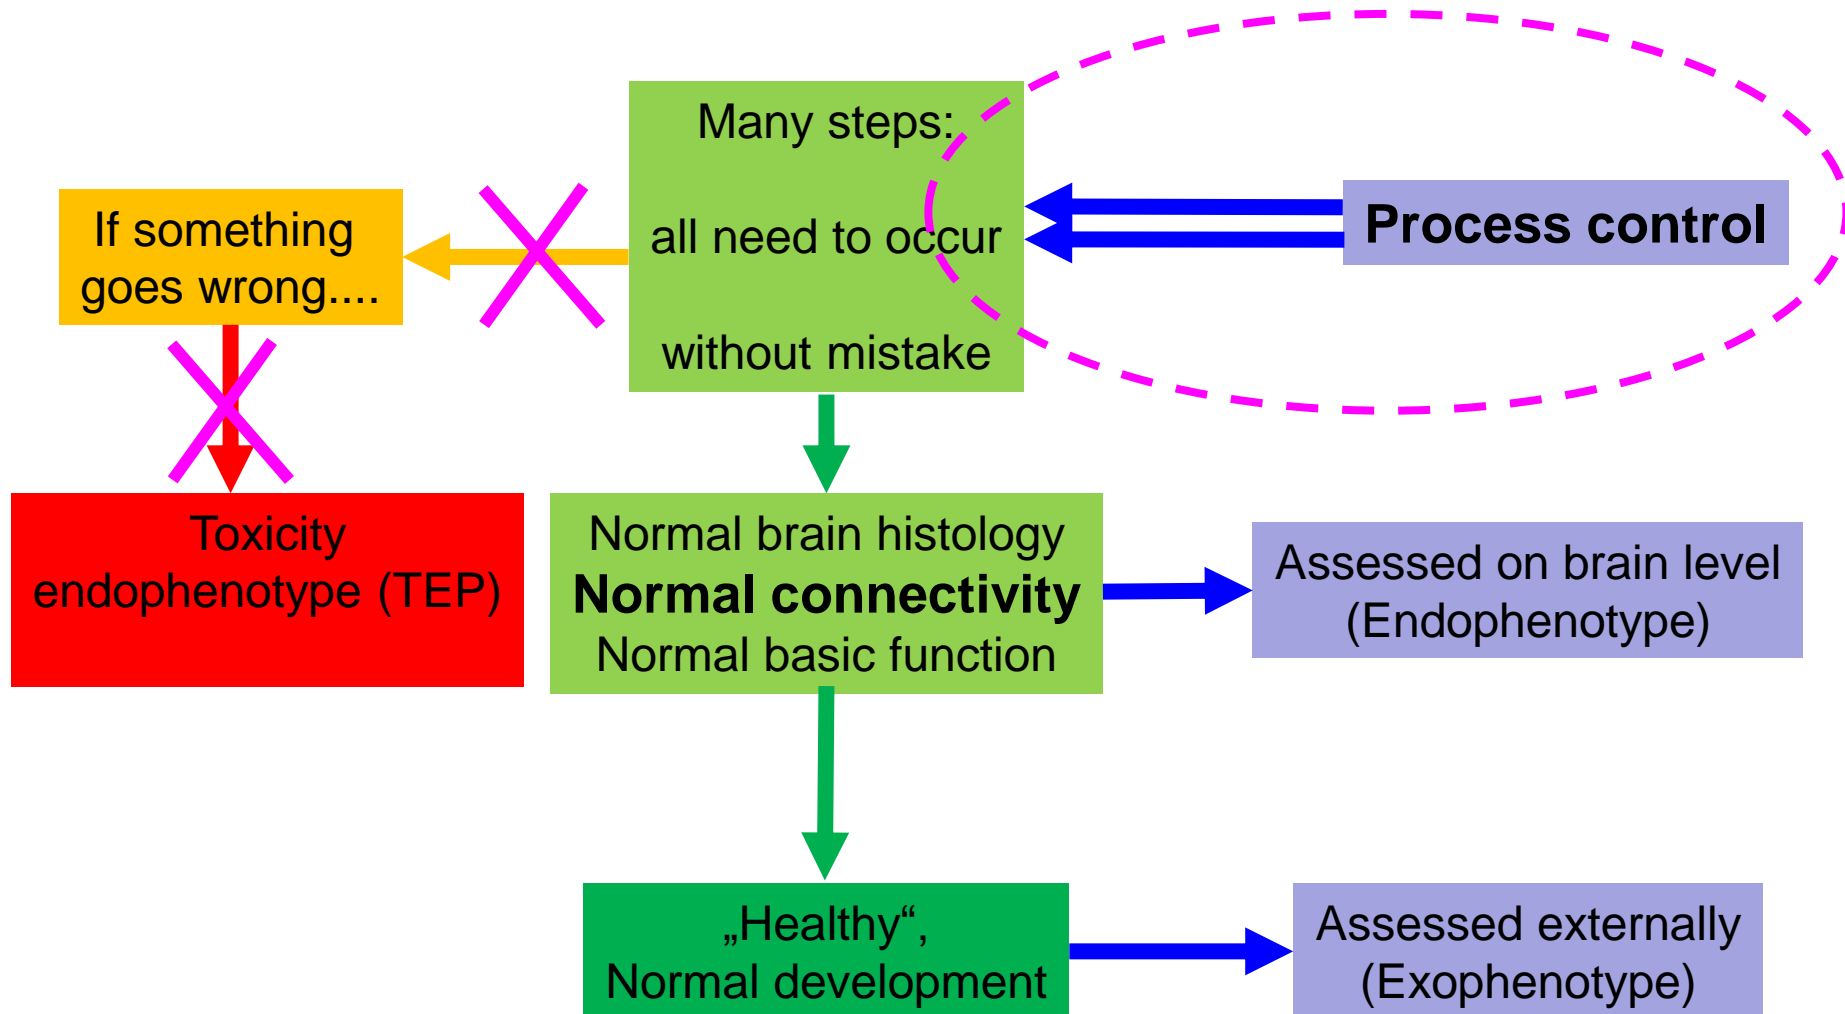 Many steps:
all need to occur
without mistake
Process control
If something
goes wrong....
Toxicity
endophenotype (TEP)
Normal brain histology
Normal connectivity
Normal basic function
Assessed on brain level
(Endophenotype)
„Healthy“,
Normal development
Assessed externally
(Exophenotype)